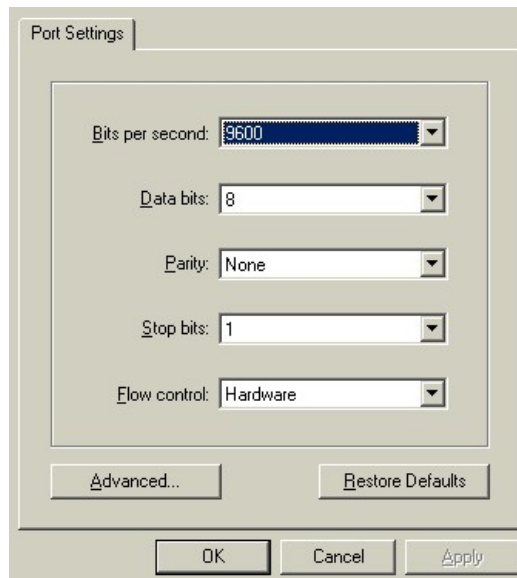 Port Settings
Bits per second: 9600
Data bits: 8
Parity: None
Stop bits: 1
Flow control: Hardware
Advanced... Restore Defaults
OK Cancel Apply